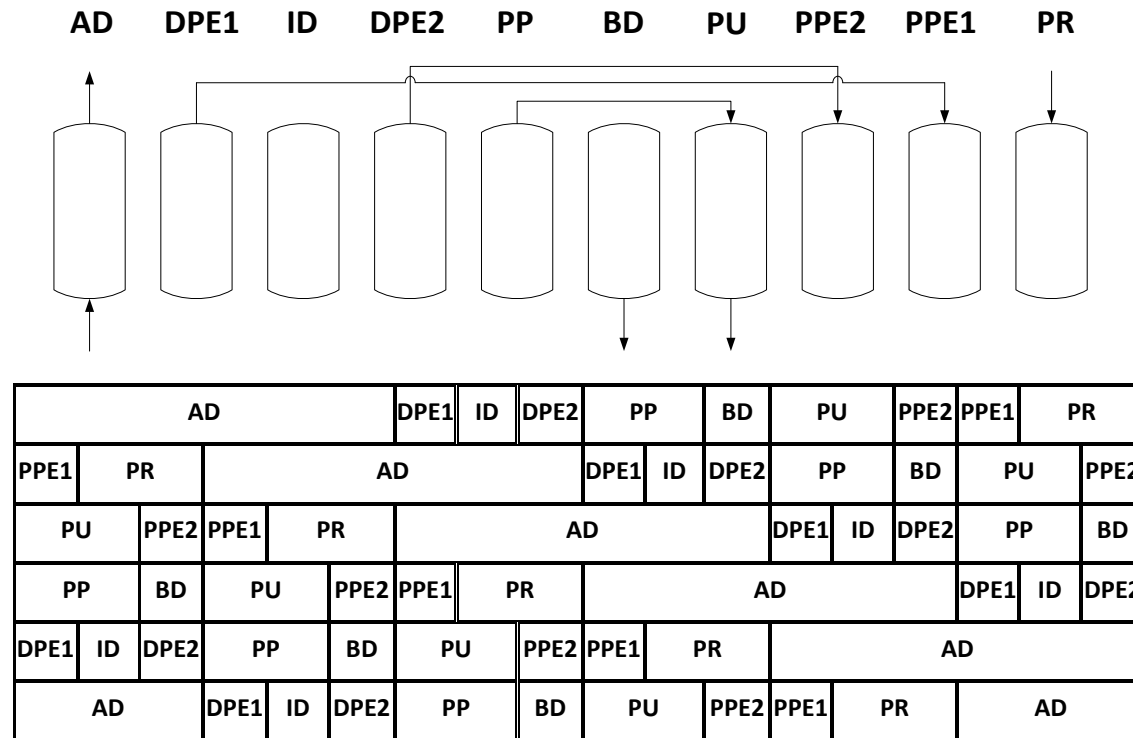 AD DPE1 ID DPE2 PP BD PU PPE2 PPE1 PR
AD DPE1 ID DPE2 PP BD PU PPE2 PPE1 PR
PPE1 PR AD DPE1 ID DPE2 PP BD PU PPE2
PU PPE2 PPE1 PR AD DPE1 ID DPE2 PP BD
PP BD PU PPE2 PPE1 PR AD DPE1 ID DPE2
DPE1 ID DPE2 PP BD PU PPE2 PPE1 PR AD
AD DPE1 ID DPE2 PP BD PU PPE2 PPE1 PR AD